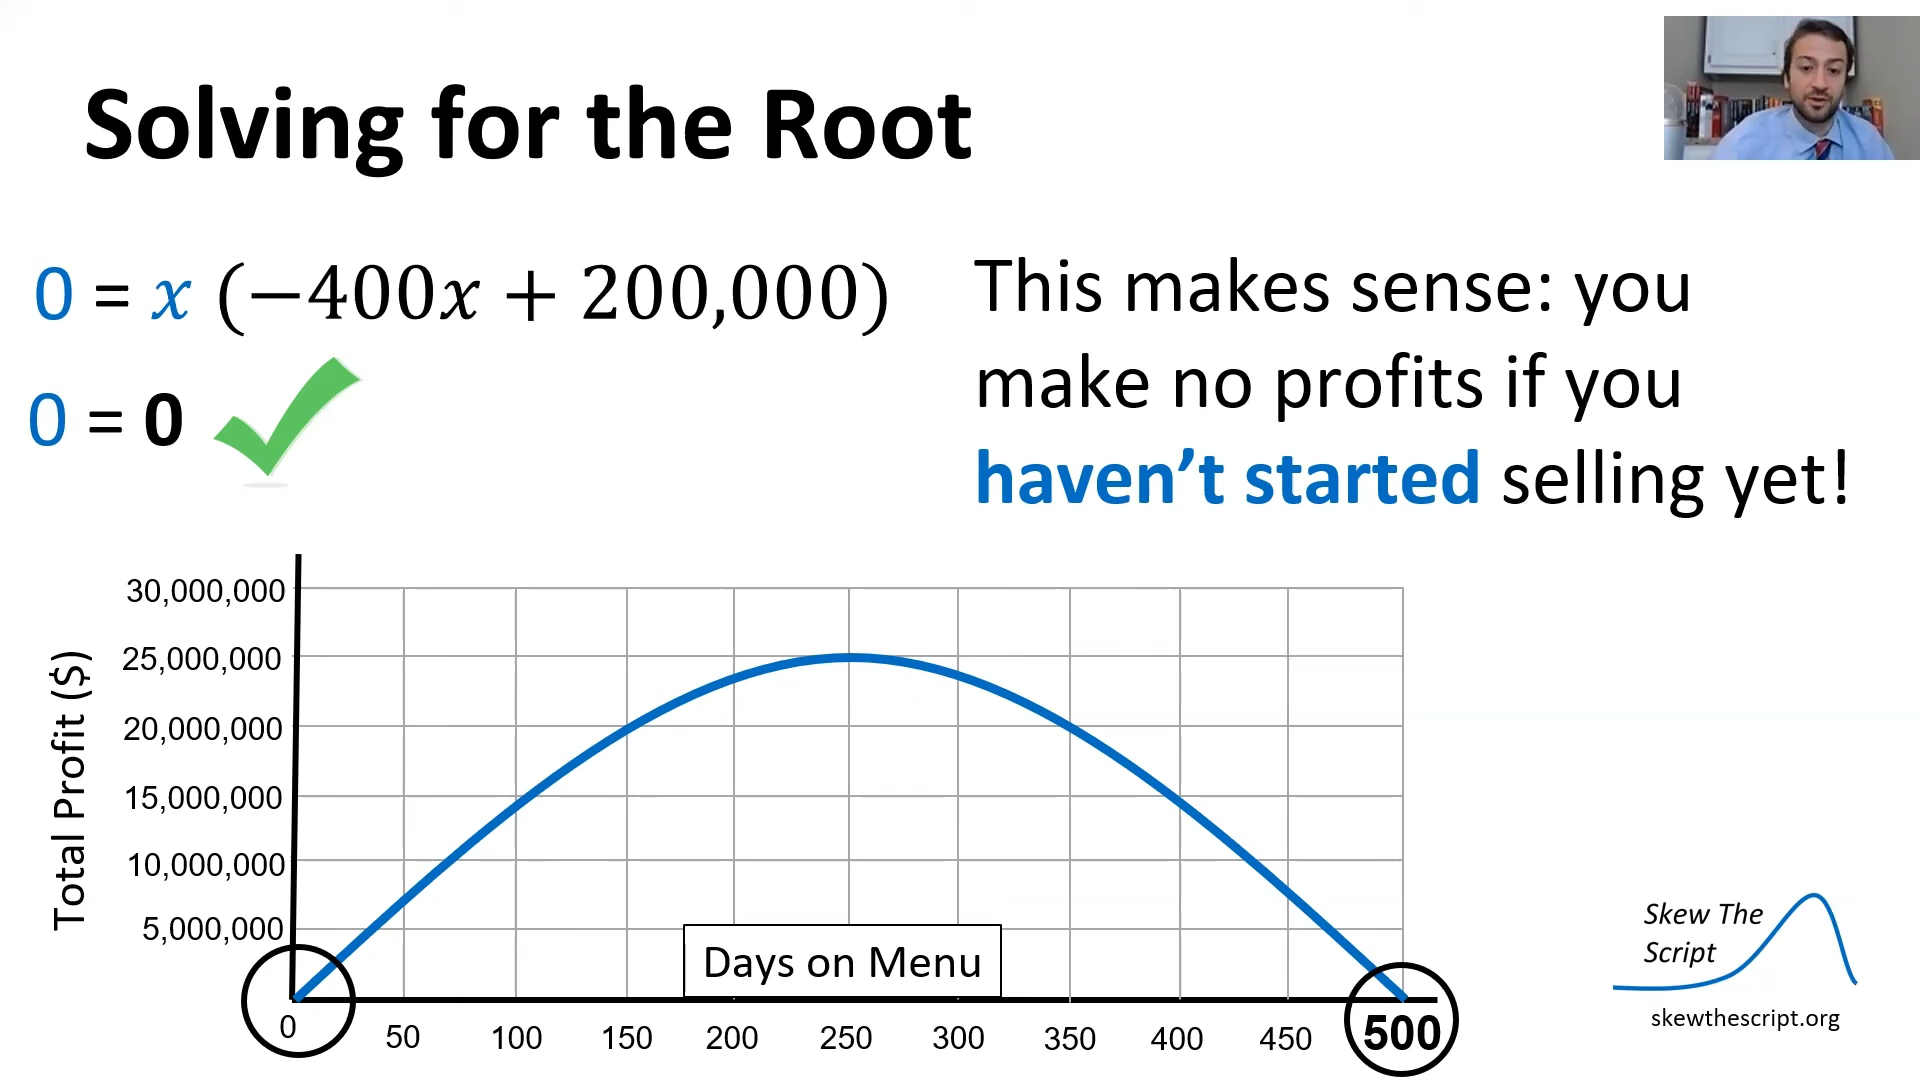 Solving for the Root
0 = x (−400x + 200,000)
0 = 0
This makes sense: you
make no profits if you
haven’t started selling yet!
Total Profit ($)
30,000,000
25,000,000
20,000,000
15,000,000
10,000,000
5,000,000
Days on Menu
0 50 100 150 200 250 300 350 400 450 500
Skew The
Script
skewthescript.org